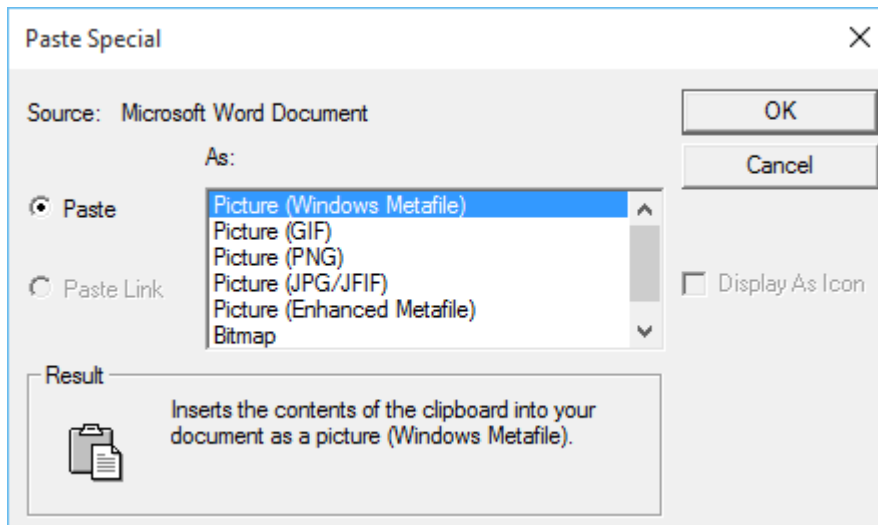 Paste Special
Source: Microsoft Word Document
OK
As:
Cancel
Paste
Picture (Windows Metafile)
Picture (GIF)
Picture (PNG)
Paste Link
Picture (JPG/JFIF)
Display As Icon
Picture (Enhanced Metafile)
Bitmap
Result
Inserts the contents of the clipboard into your
document as a picture (Windows Metafile).